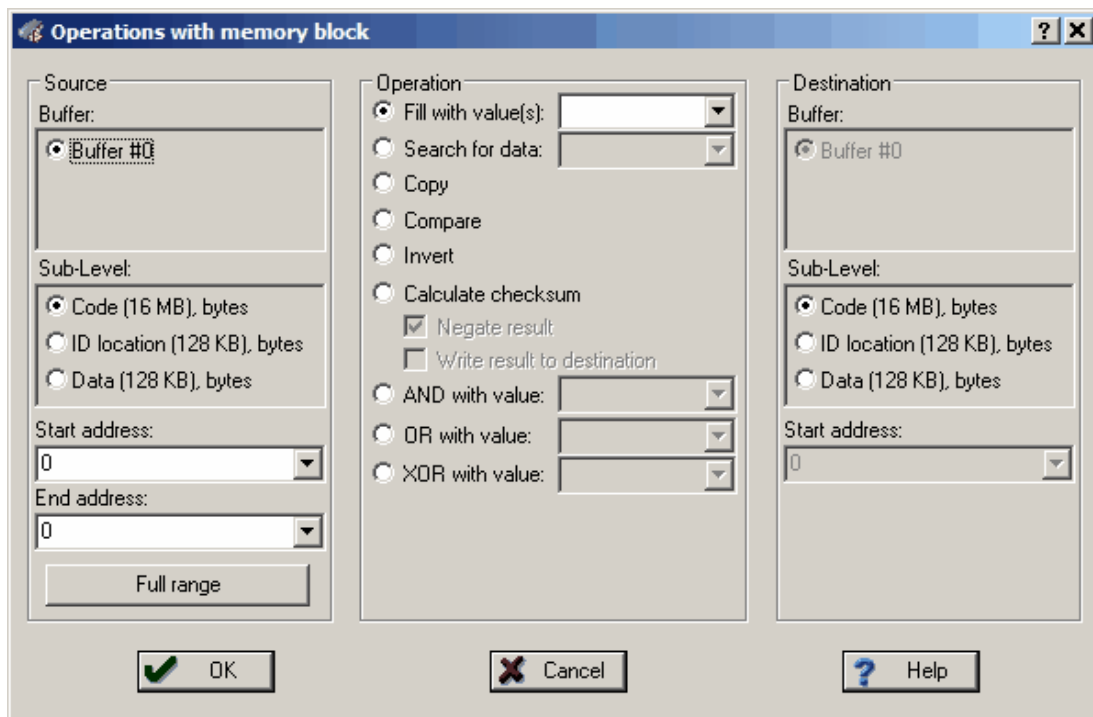 Operations with memory block
Source
Buffer:
Buffer #0
Sub-Level:
Code (16 MB), bytes
ID location (128 KB), bytes
Data (128 KB), bytes
Start address:
0
End address:
0
Full range
Operation
Fill with value(s):
Search for data:
Copy
Compare
Invert
Calculate checksum
Negate result
Write result to destination
AND with value:
OR with value:
XOR with value:
Destination
Buffer:
Buffer #0
Sub-Level:
Code (16 MB), bytes
ID location (128 KB), bytes
Data (128 KB), bytes
Start address:
0
OK
Cancel
? Help